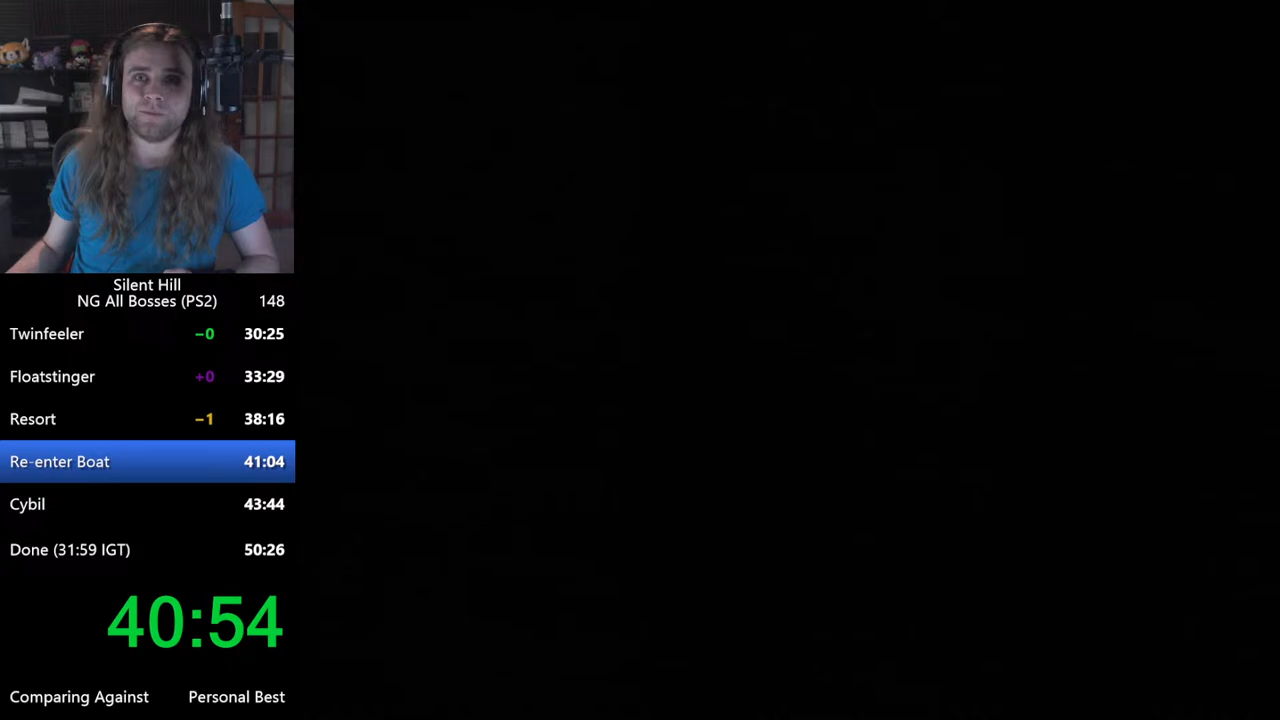 Silent Hill
NG All Bosses (PS2) 148
Twinfeeler -0 30:25
Floatstinger +0 33:29
Resort -1 38:16
Re-enter Boat 41:04
Cybil 43:44
Done (31:59 IGT) 50:26
40:54
Comparing Against Personal Best